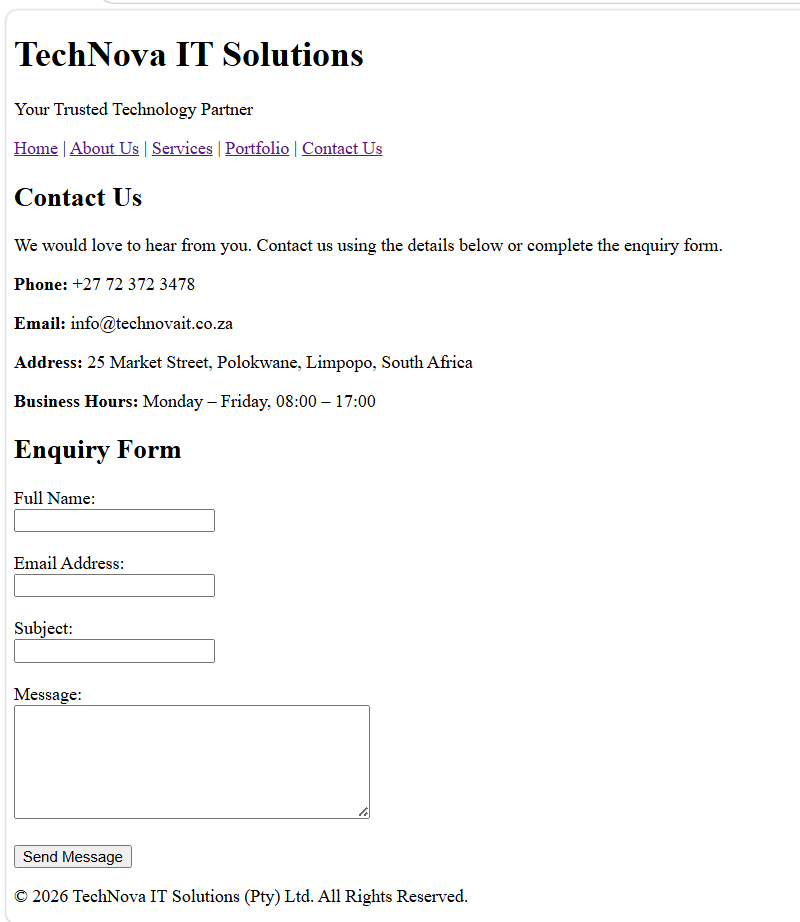 TechNova IT Solutions
Your Trusted Technology Partner
Home | About Us | Services | Portfolio | Contact Us
Contact Us
We would love to hear from you. Contact us using the details below or complete the enquiry form.
Phone: +27 72 372 3478
Email: info@technovait.co.za
Address: 25 Market Street, Polokwane, Limpopo, South Africa
Business Hours: Monday – Friday, 08:00 – 17:00
Enquiry Form
Full Name:
Email Address:
Subject:
Message:
Send Message
© 2026 TechNova IT Solutions (Pty) Ltd. All Rights Reserved.